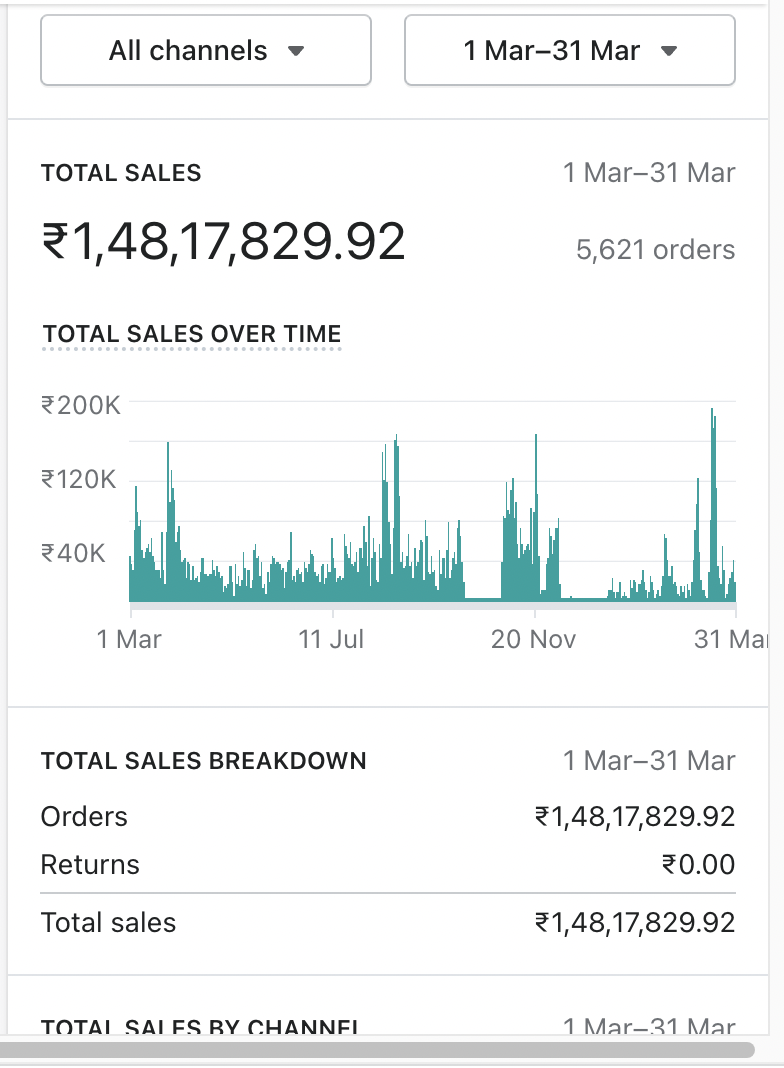 All channels
1 Mar–31 Mar
TOTAL SALES
1 Mar–31 Mar
₹1,48,17,829.92
5,621 orders
TOTAL SALES OVER TIME
₹200K
₹120K
₹40K
1 Mar
11 Jul
20 Nov
31 Mar
TOTAL SALES BREAKDOWN
1 Mar–31 Mar
Orders
₹1,48,17,829.92
Returns
₹0.00
Total sales
₹1,48,17,829.92
TOTAL SALES BY CHANNEL
1 Mar–31 Mar